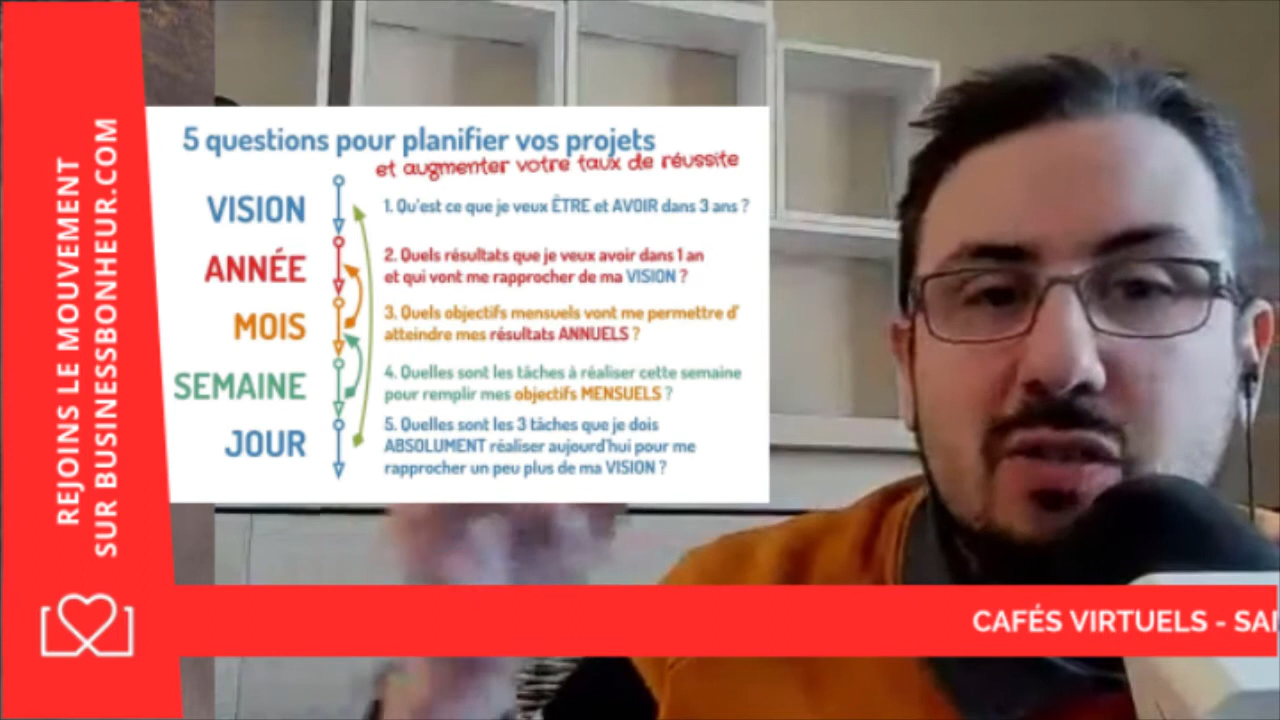 REJOINS LE MOUVEMENT
SUR BUSINESSBONHEUR.COM
5 questions pour planifier vos projets
et augmenter votre taux de réussite
VISION
1. Qu'est ce que je veux ÊTRE et AVOIR dans 3 ans ?
ANNÉE
2. Quels résultats que je veux avoir dans 1 an
et qui vont me rapprocher de ma VISION ?
MOIS
3. Quels objectifs mensuels vont me permettre d'
atteindre mes résultats ANNUELS ?
SEMAINE
4. Quelles sont les tâches à réaliser cette semaine
pour remplir mes objectifs MENSUELS ?
JOUR
5. Quelles sont les 3 tâches que je dois
ABSOLUMENT réaliser aujourd'hui pour me
rapprocher un peu plus de ma VISION ?
CAFÉS VIRTUELS - SAI